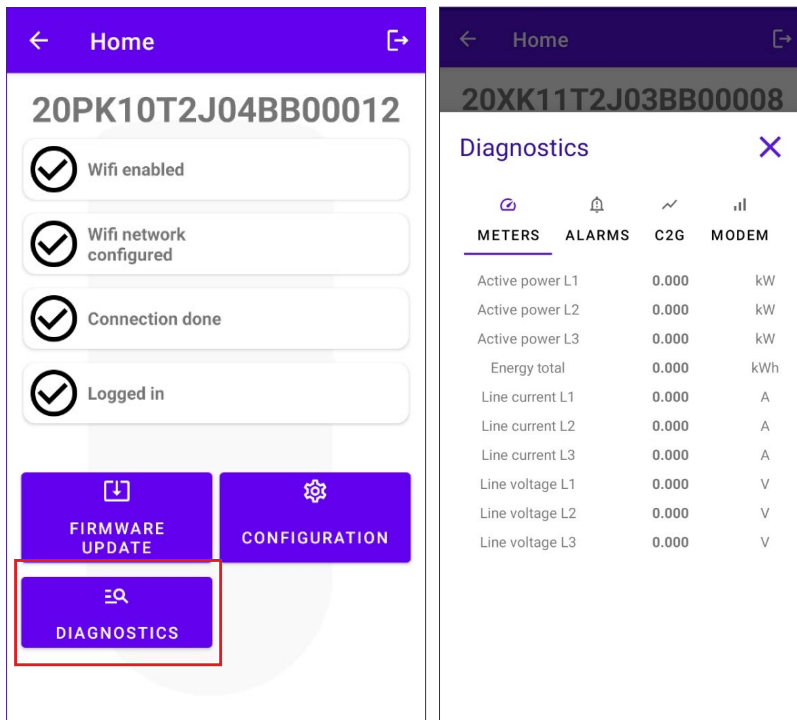 Home
20PK10T2J04BB00012
Wifi enabled
Wifi network
configured
Connection done
Logged in
FIRMWARE
UPDATE
CONFIGURATION
DIAGNOSTICS
Home
20XK11T2J03BB00008
Diagnostics
METERS ALARMS C2G MODEM
Active power L1 0.000 kW
Active power L2 0.000 kW
Active power L3 0.000 kW
Energy total 0.000 kWh
Line current L1 0.000 A
Line current L2 0.000 A
Line current L3 0.000 A
Line voltage L1 0.000 V
Line voltage L2 0.000 V
Line voltage L3 0.000 V